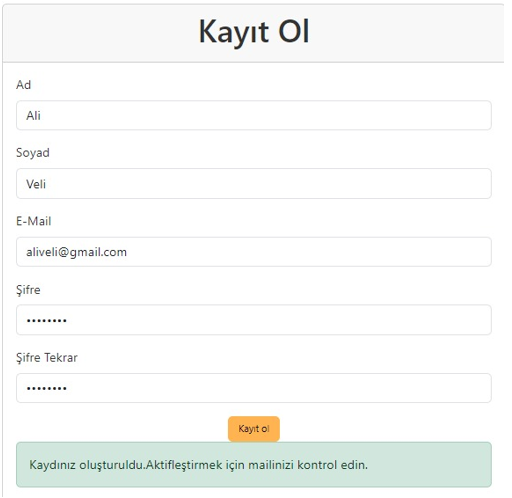 Kayıt Ol
Ad
Ali
Soyad
Veli
E-Mail
aliveli@gmail.com
Şifre
••••••••
Şifre Tekrar
••••••••
Kayıt ol
Kaydınız oluşturuldu.Aktifleştirmek için mailinizi kontrol edin.